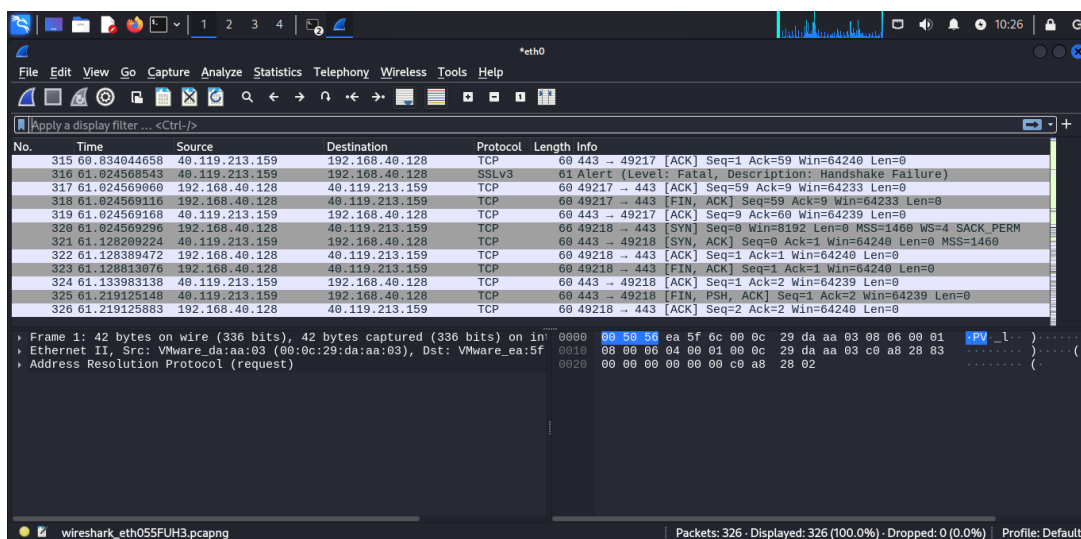 1 2 3 4 2 10:26
*eth0
File Edit View Go Capture Analyze Statistics Telephony Wireless Tools Help
Apply a display filter ... <Ctrl-/>
No. Time Source Destination Protocol Length Info
315 60.834044658 40.119.213.159 192.168.40.128 TCP 60 443 → 49217 [ACK] Seq=1 Ack=59 Win=64240 Len=0
316 61.024568543 40.119.213.159 192.168.40.128 SSLv3 61 Alert (Level: Fatal, Description: Handshake Failure)
317 61.024569060 192.168.40.128 40.119.213.159 TCP 60 49217 → 443 [ACK] Seq=59 Ack=9 Win=64233 Len=0
318 61.024569116 192.168.40.128 40.119.213.159 TCP 60 49217 → 443 [FIN, ACK] Seq=59 Ack=9 Win=64233 Len=0
319 61.024569168 40.119.213.159 192.168.40.128 TCP 60 443 → 49217 [ACK] Seq=9 Ack=60 Win=64239 Len=0
320 61.024569296 192.168.40.128 40.119.213.159 TCP 66 49218 → 443 [SYN] Seq=0 Win=8192 Len=0 MSS=1460 WS=4 SACK_PERM
321 61.128209224 40.119.213.159 192.168.40.128 TCP 60 443 → 49218 [SYN, ACK] Seq=0 Ack=1 Win=64240 Len=0 MSS=1460
322 61.128389472 192.168.40.128 40.119.213.159 TCP 60 49218 → 443 [ACK] Seq=1 Ack=1 Win=64240 Len=0
323 61.128813076 192.168.40.128 40.119.213.159 TCP 60 49218 → 443 [FIN, ACK] Seq=1 Ack=1 Win=64240 Len=0
324 61.133983138 40.119.213.159 192.168.40.128 TCP 60 443 → 49218 [ACK] Seq=1 Ack=2 Win=64239 Len=0
325 61.219125148 40.119.213.159 192.168.40.128 TCP 60 443 → 49218 [FIN, PSH, ACK] Seq=1 Ack=2 Win=64239 Len=0
326 61.219125883 192.168.40.128 40.119.213.159 TCP 60 49218 → 443 [ACK] Seq=2 Ack=2 Win=64240 Len=0
Frame 1: 42 bytes on wire (336 bits), 42 bytes captured (336 bits) on in
Ethernet II, Src: VMware_da:aa:03 (00:0c:29:da:aa:03), Dst: VMware_ea:5f
Address Resolution Protocol (request)
0000 00 50 56 ea 5f 6c 00 0c 29 da aa 03 08 06 00 01 ·PV·_l·· )·······
0010 08 00 06 04 00 01 00 0c 29 da aa 03 c0 a8 28 83 ········ )·····(·
0020 00 00 00 00 00 00 c0 a8 28 02 ········ (·
wireshark_eth055FUH3.pcapng
Packets: 326 · Displayed: 326 (100.0%) · Dropped: 0 (0.0%)
Profile: Default